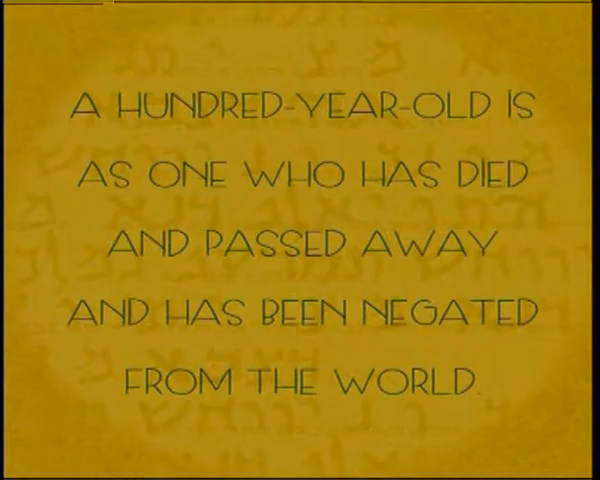 A HUNDRED-YEAR-OLD IS
AS ONE WHO HAS DIED
AND PASSED AWAY
AND HAS BEEN NEGATED
FROM THE WORLD.